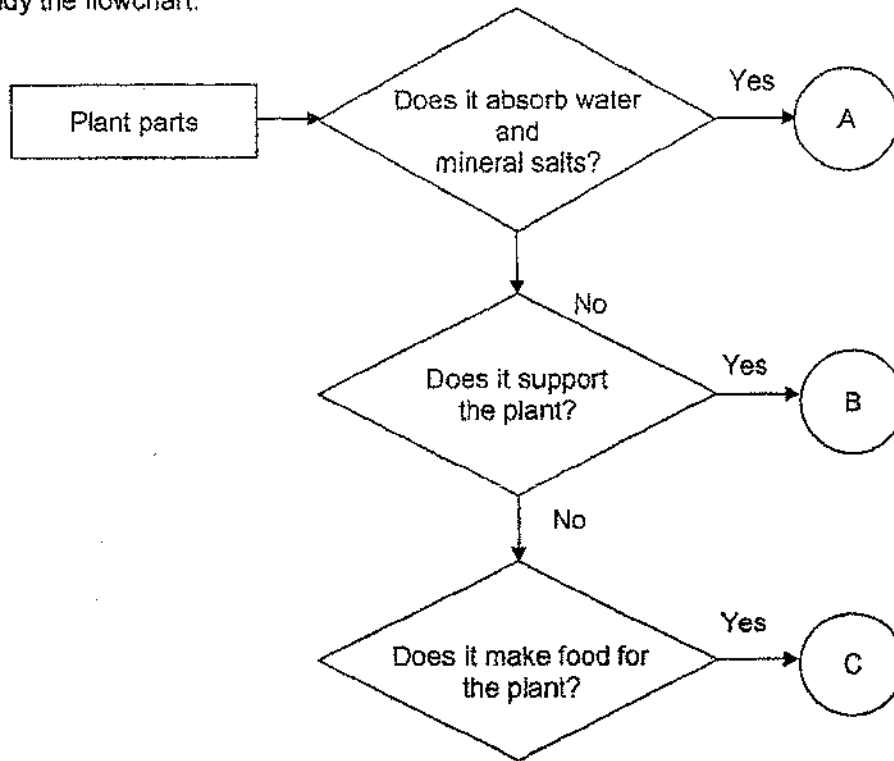 the flowchart.
Plant parts
Does it absorb water
and
mineral salts?
Yes
A
No
Does it support
the plant?
Yes
B
No
Does it make food for
the plant?
Yes
C